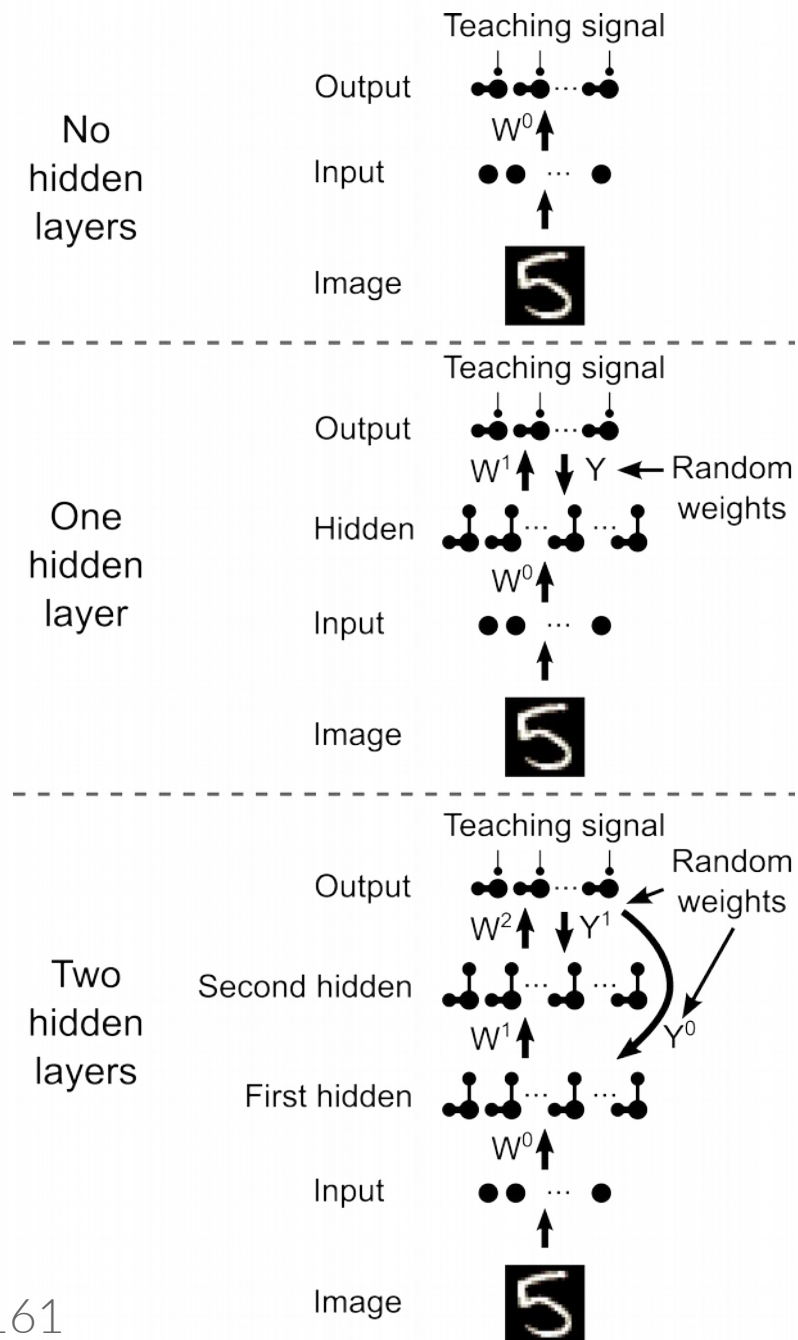 Teaching signal
Output
W⁰
No
hidden
layers
Input
Image
5
Teaching signal
Output
W¹
Y
Random
weights
One
hidden
layer
Hidden
W⁰
Input
Image
5
Teaching signal
Random
weights
Output
W²
Y¹
Two
hidden
layers
Second hidden
W¹
Y⁰
First hidden
W⁰
Input
Image
5
61